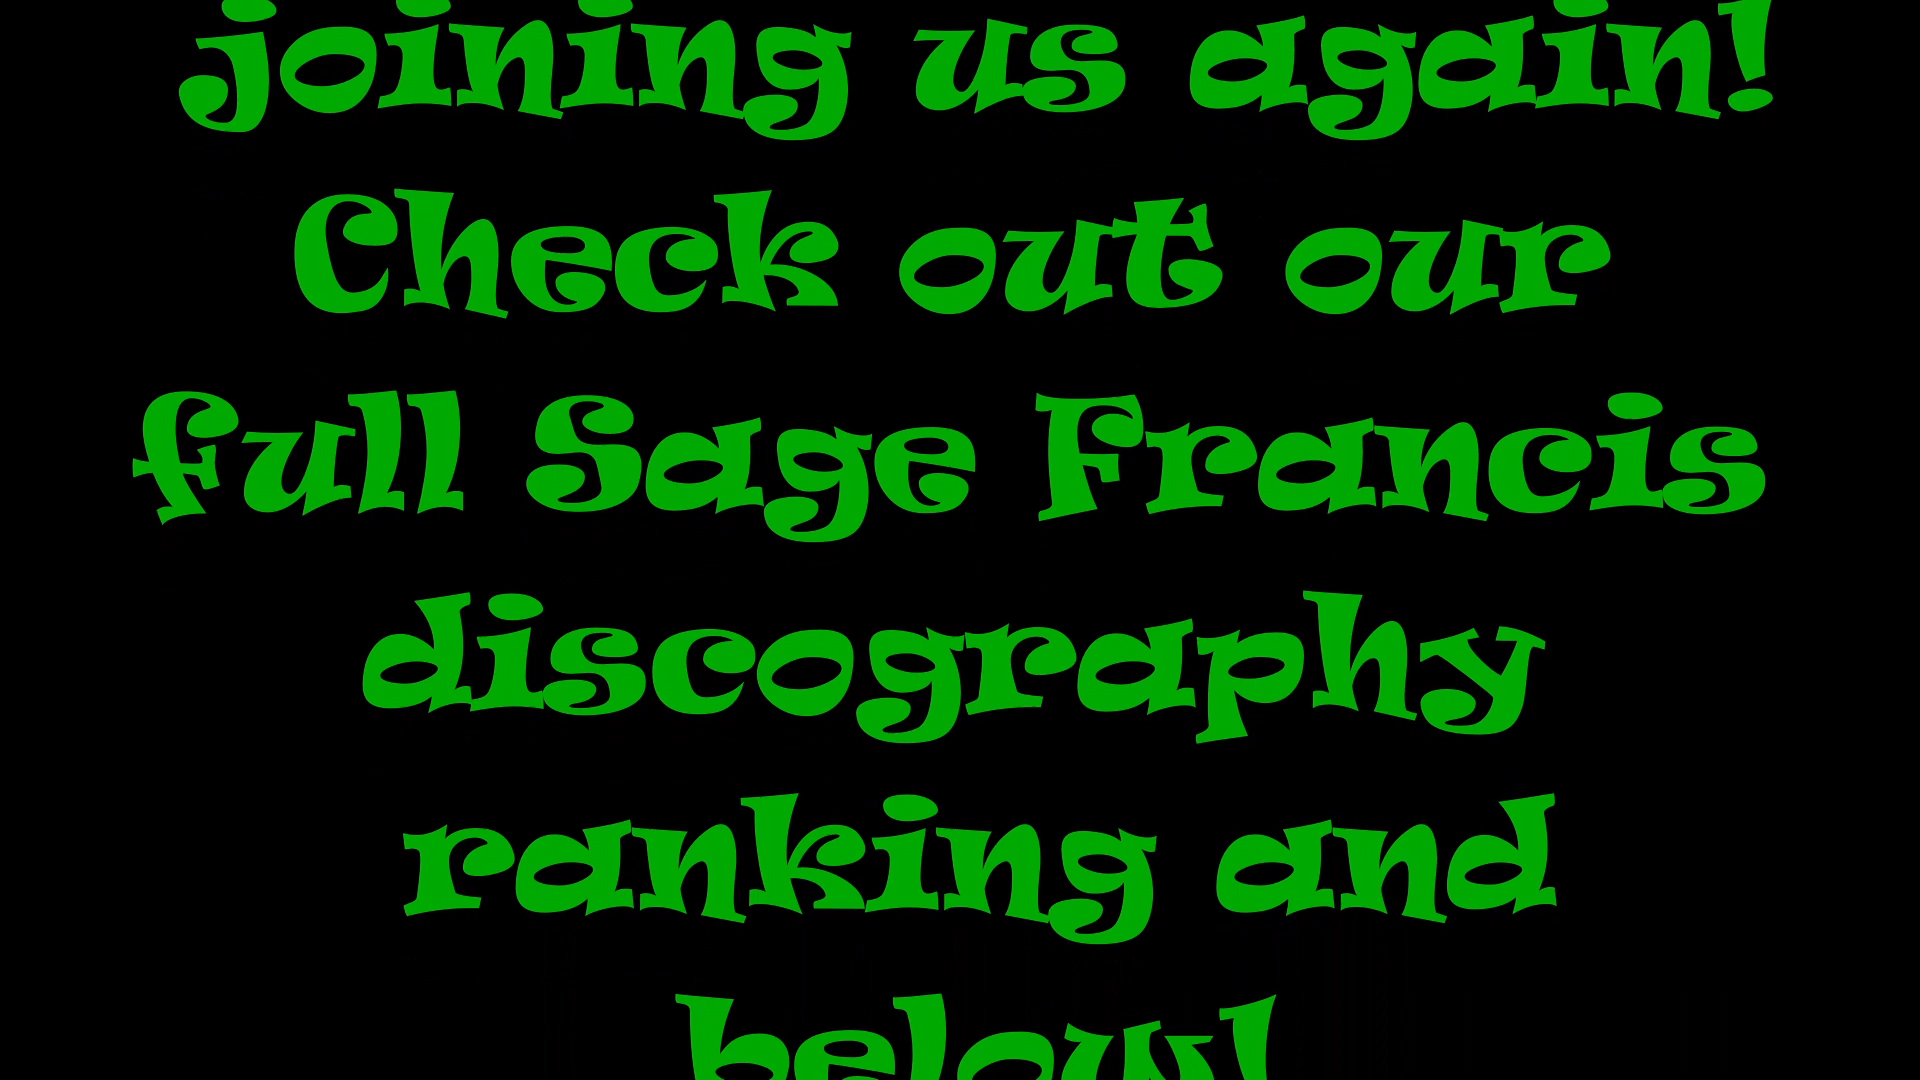 joining us again!
Check out our
full Sage Francis
discography
ranking and
below!